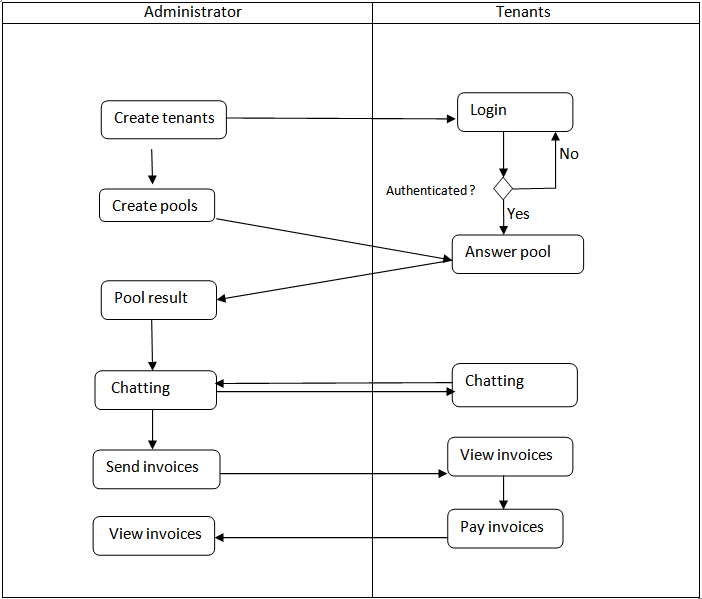 Administrator
Tenants
Create tenants
Login
No
Authenticated ?
Create pools
Yes
Answer pool
Pool result
Chatting
Chatting
Send invoices
View invoices
View invoices
Pay invoices